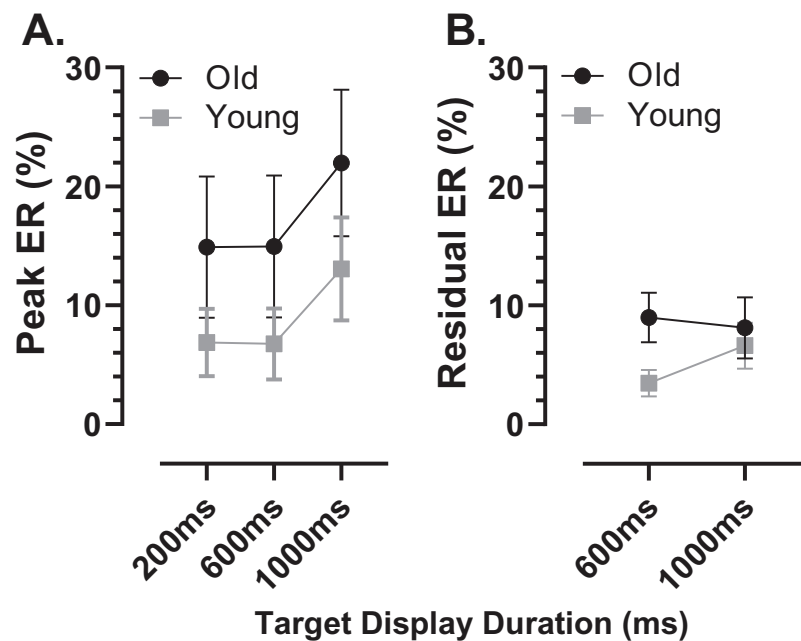 A.
Peak ER (%)
30
20
10
0
Old
Young
200ms
600ms
1000ms
B.
Residual ER (%)
30
20
10
0
Old
Young
600ms
1000ms
Target Display Duration (ms)